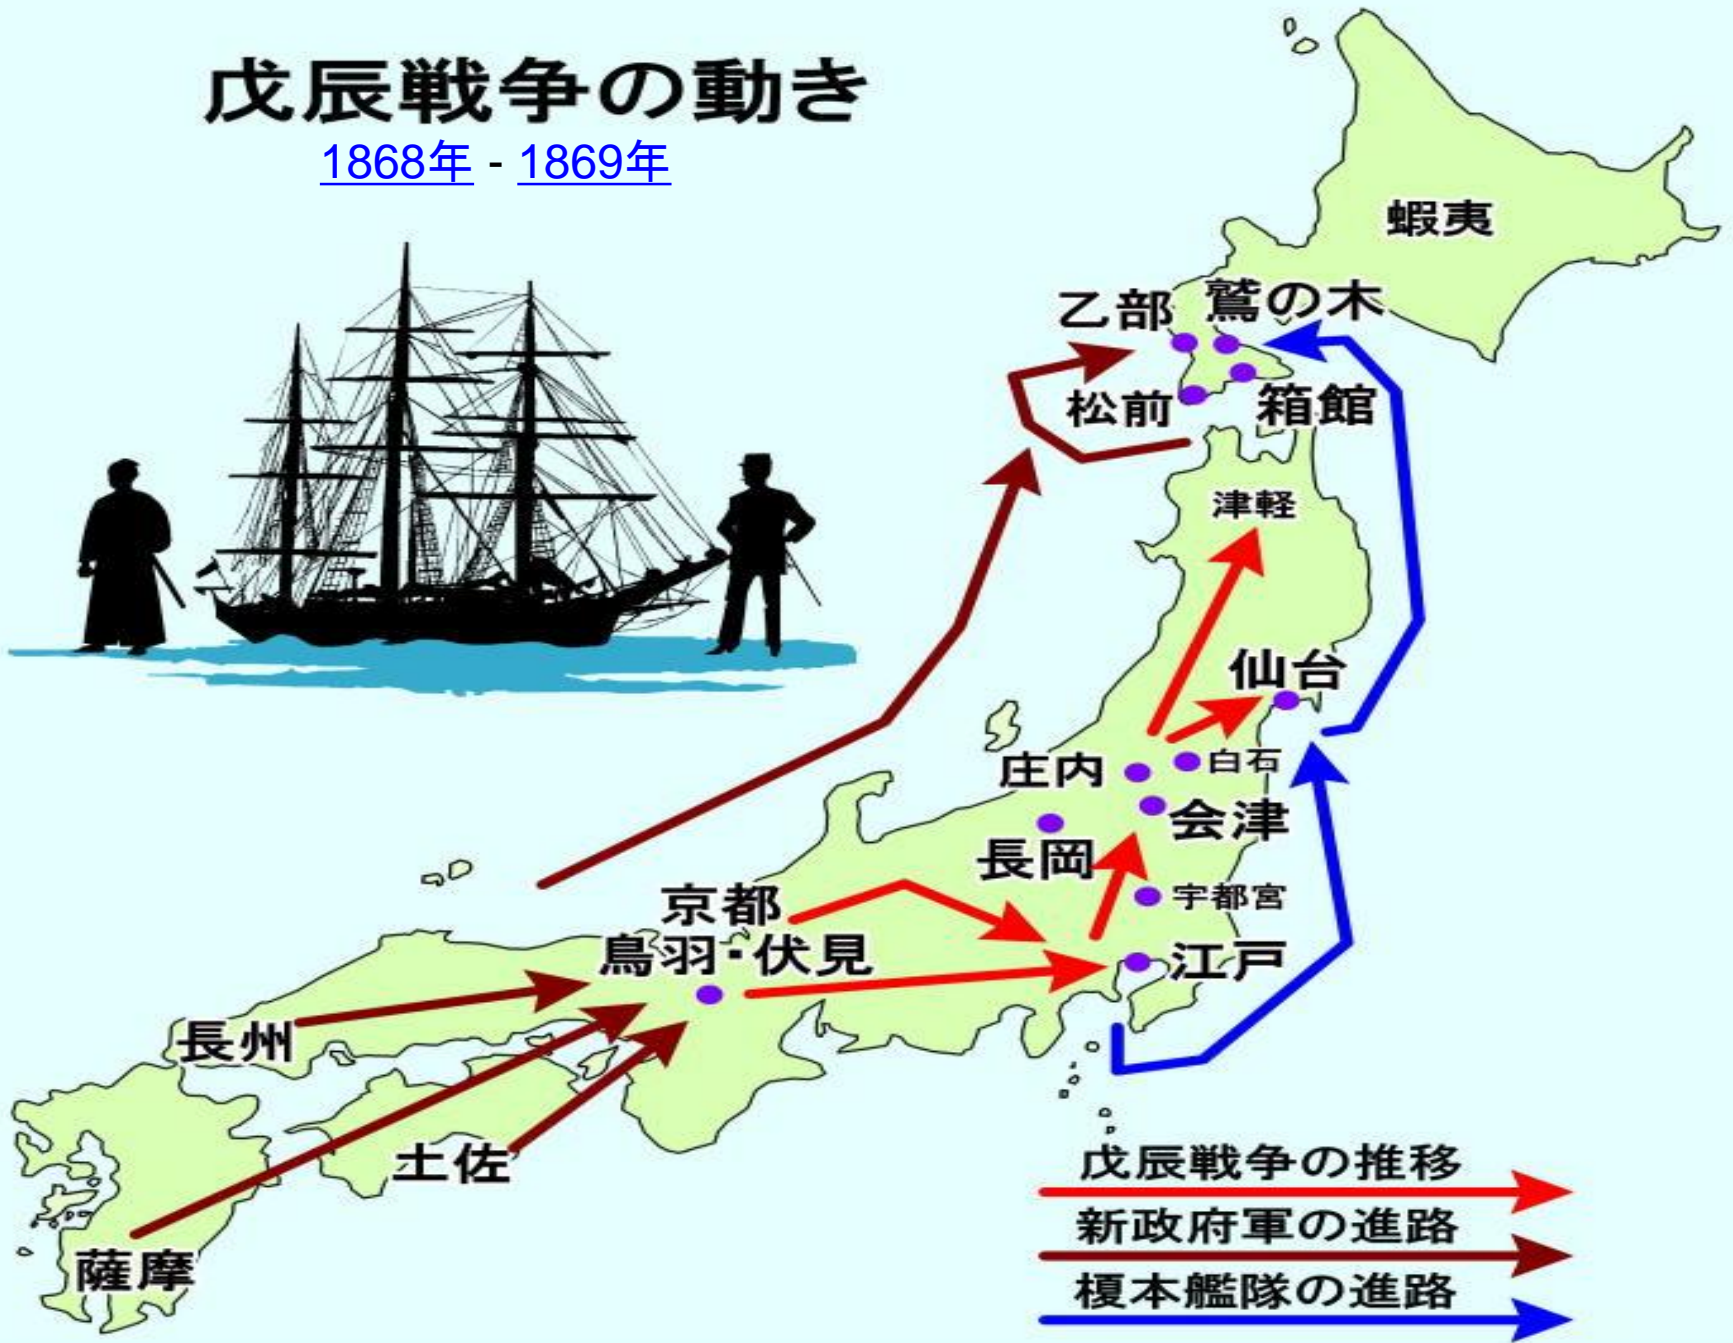 戊辰戦争の動き
1868年 - 1869年
蝦夷
鷲の木
乙部
松前
箱館
津軽
仙台
庄内
白石
会津
長岡
京都
宇都宮
鳥羽・伏見
江戸
長州
土佐
薩摩
戊辰戦争の推移
新政府軍の進路
榎本艦隊の進路